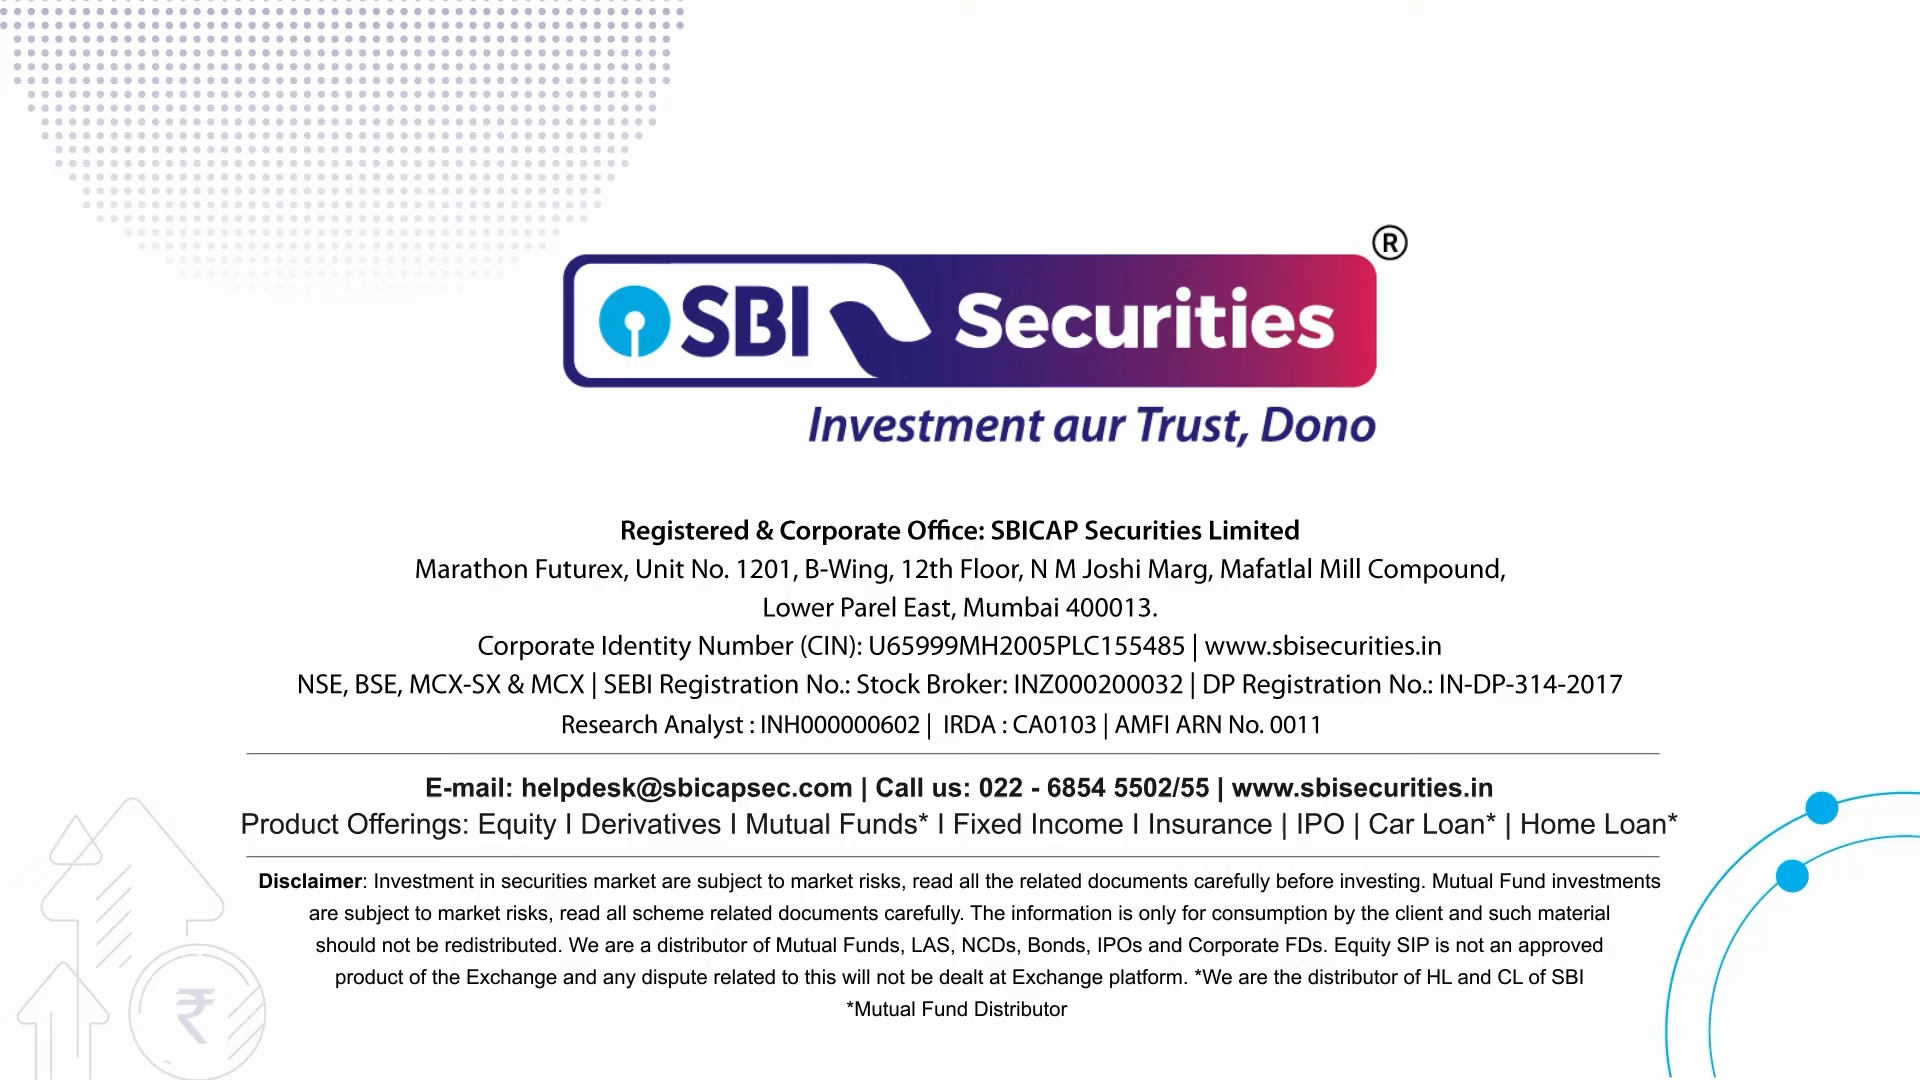 ®
SBI Securities
Investment aur Trust, Dono
Registered & Corporate Office: SBICAP Securities Limited
Marathon Futurex, Unit No. 1201, B-Wing, 12th Floor, N M Joshi Marg, Mafatlal Mill Compound,
Lower Parel East, Mumbai 400013.
Corporate Identity Number (CIN): U65999MH2005PLC155485 | www.sbisecurities.in
NSE, BSE, MCX-SX & MCX | SEBI Registration No.: Stock Broker: INZ000200032 | DP Registration No.: IN-DP-314-2017
Research Analyst : INH000000602 | IRDA : CA0103 | AMFI ARN No. 0011
E-mail: helpdesk@sbicapsec.com | Call us: 022 - 6854 5502/55 | www.sbisecurities.in
Product Offerings: Equity I Derivatives I Mutual Funds* I Fixed Income I Insurance | IPO | Car Loan* | Home Loan*
Disclaimer: Investment in securities market are subject to market risks, read all the related documents carefully before investing. Mutual Fund investments
are subject to market risks, read all scheme related documents carefully. The information is only for consumption by the client and such material
should not be redistributed. We are a distributor of Mutual Funds, LAS, NCDs, Bonds, IPOs and Corporate FDs. Equity SIP is not an approved
product of the Exchange and any dispute related to this will not be dealt at Exchange platform. *We are the distributor of HL and CL of SBI
*Mutual Fund Distributor
₹